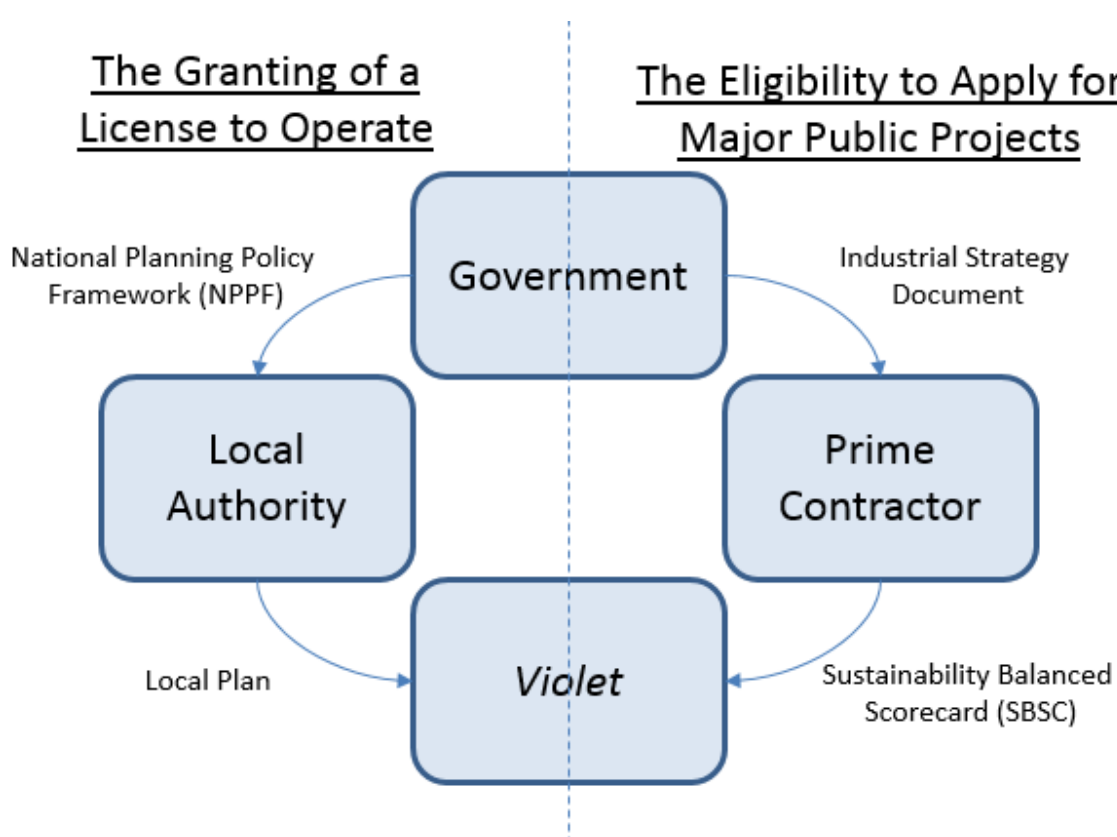 The Granting of a
License to Operate
The Eligibility to Apply for
Major Public Projects
National Planning Policy
Framework (NPPF)
Government
Industrial Strategy
Document
Local
Authority
Prime
Contractor
Local Plan
Violet
Sustainability Balanced
Scorecard (SBSC)